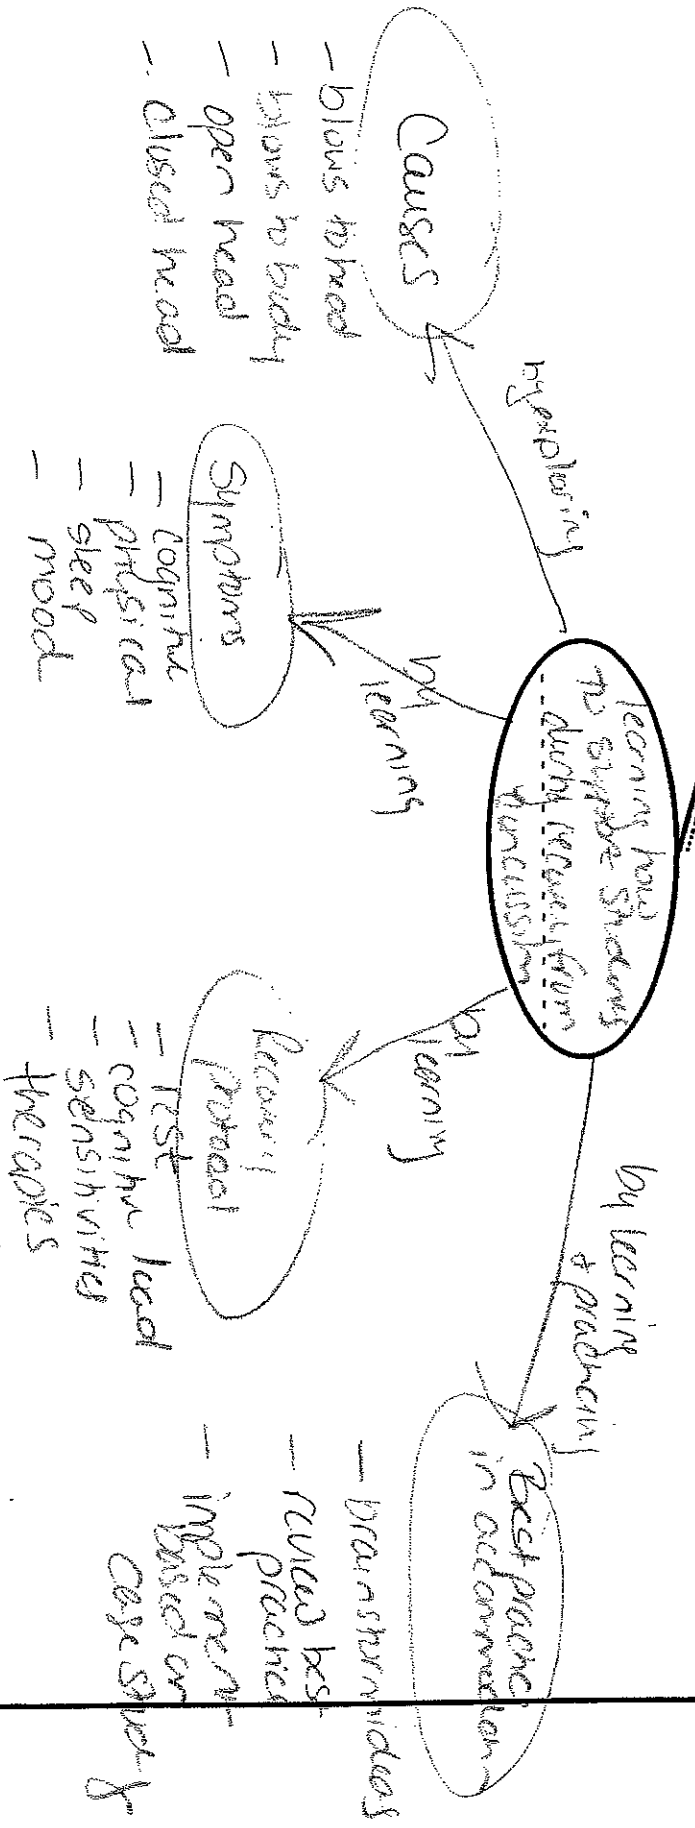 learning how
to support students
during recovery from
concussion
by exploring
Causes
- blows to head
- blows to body
- open head
- closed head
by
learning
Symptoms
- cognitive
- physical
- sleep
- mood
by
learning
Recovery
protocol
- rest
- cognitive load
- sensitivities
- therapies
by learning
+ practicing
Best practice
in accommodation
- brainstorm ideas
- review best
practice
- implement
based on
case study